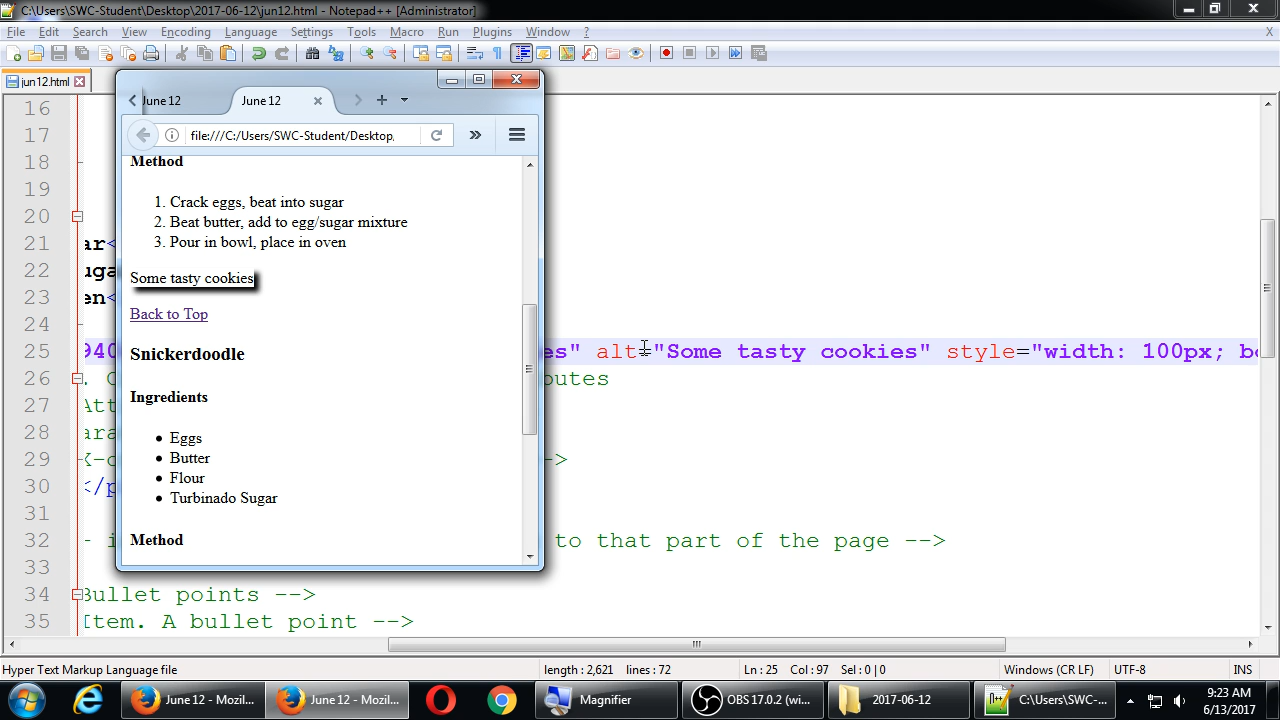 C:\Users\SWC-Student\Desktop\2017-06-12\jun12.html - Notepad++ [Administrator]
File Edit Search View Encoding Language Settings Tools Macro Run Plugins Window ? X
jun12.html
June 12 June 12
file:///C:/Users/SWC-Student/Desktop,
16
17
18
19
20
21 ar<
22 uga
23 en<
24
25 940 es" alt="Some tasty cookies" style="width: 100px; bo
26 . C butes
27 Att
28 ara
29 X-c >
30 </p
31
32 - i to that part of the page -->
33
34 Bullet points -->
35 Item. A bullet point -->
Method
1. Crack eggs, beat into sugar
2. Beat butter, add to egg/sugar mixture
3. Pour in bowl, place in oven
Some tasty cookies
Back to Top
Snickerdoodle
Ingredients
• Eggs
• Butter
• Flour
• Turbinado Sugar
Method
Hyper Text Markup Language file length : 2,621 lines : 72 Ln : 25 Col : 97 Sel : 0 | 0 Windows (CR LF) UTF-8 INS
June 12 - Mozil... June 12 - Mozil... Magnifier OBS 17.0.2 (wi... 2017-06-12 C:\Users\SWC-... 9:23 AM
6/13/2017